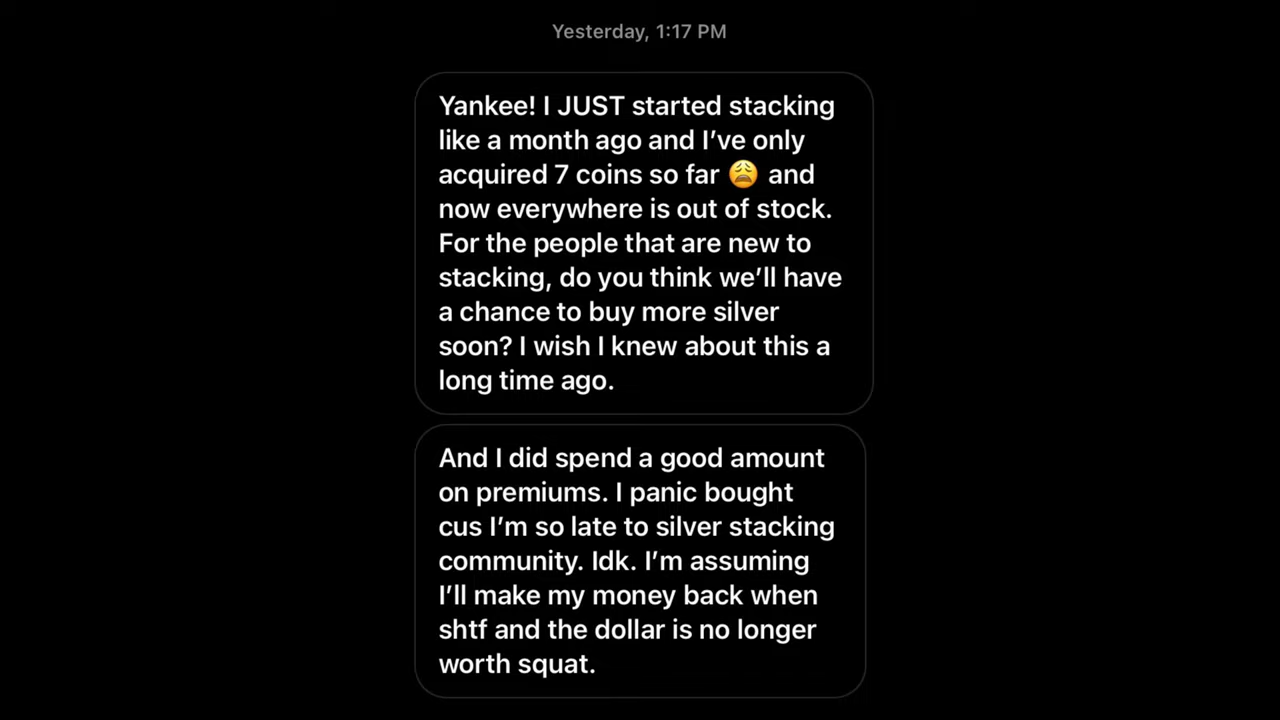 Yesterday, 1:17 PM
Yankee! I JUST started stacking
like a month ago and I’ve only
acquired 7 coins so far 😩 and
now everywhere is out of stock.
For the people that are new to
stacking, do you think we’ll have
a chance to buy more silver
soon? I wish I knew about this a
long time ago.
And I did spend a good amount
on premiums. I panic bought
cus I’m so late to silver stacking
community. Idk. I’m assuming
I’ll make my money back when
shtf and the dollar is no longer
worth squat.